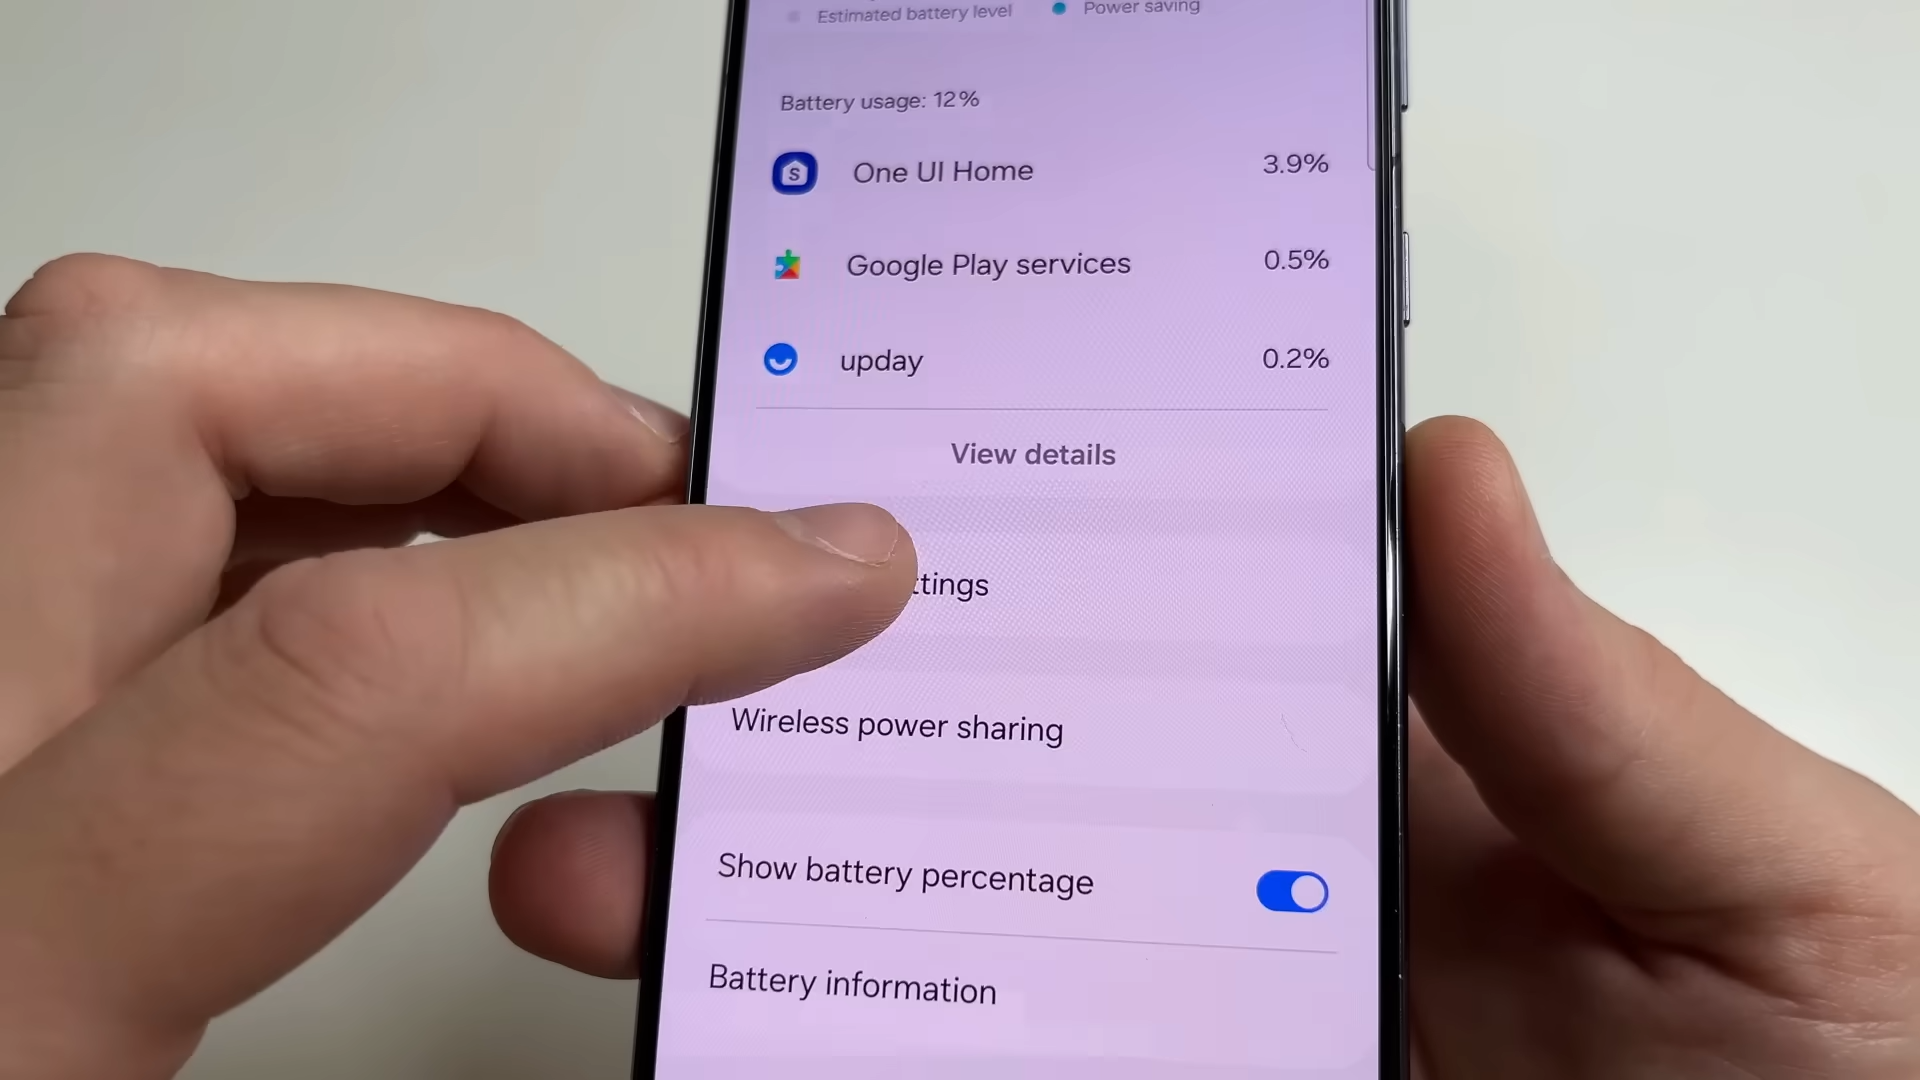 Estimated battery level
Power saving
Battery usage: 12%
S
One UI Home
3.9%
Google Play services
0.5%
upday
0.2%
View details
ttings
Wireless power sharing
Show battery percentage
Battery information